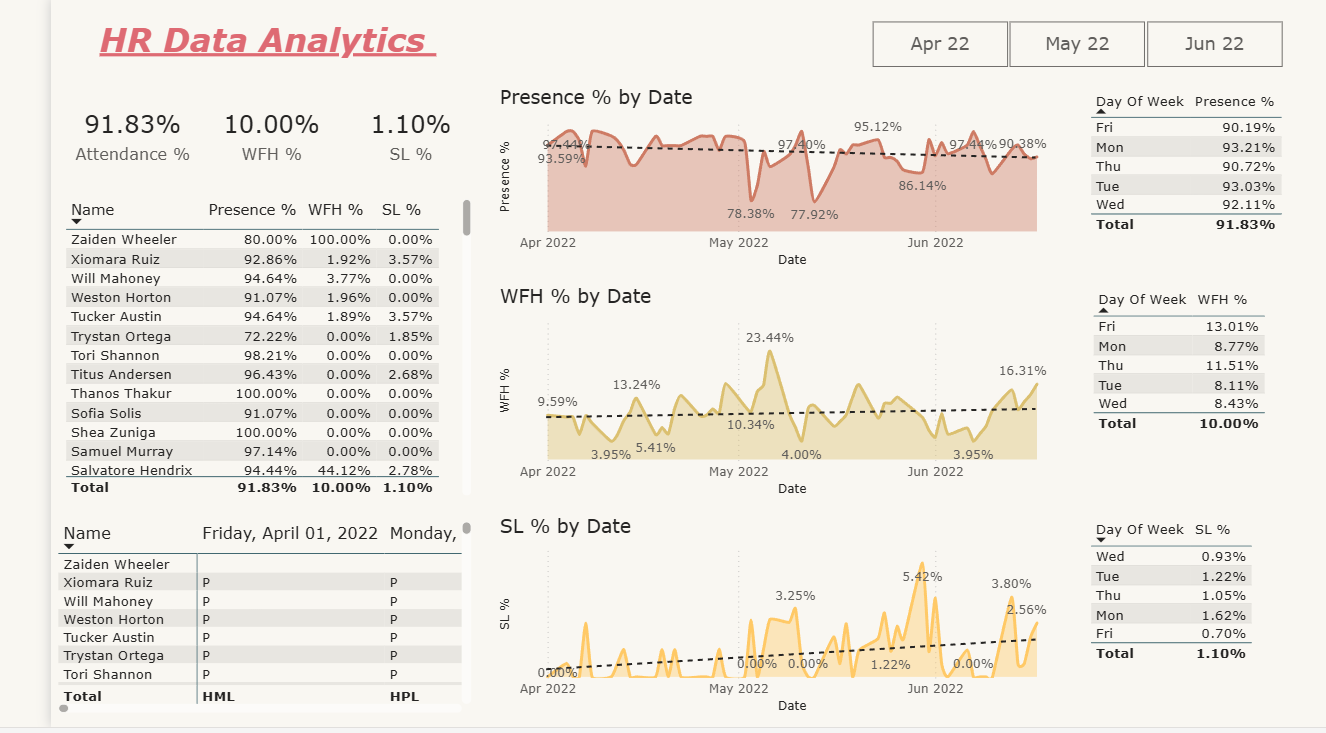 HR Data Analytics
Apr 22 May 22 Jun 22
91.83% 10.00% 1.10%
Attendance % WFH % SL %
Name Presence % WFH % SL %
Zaiden Wheeler 80.00% 100.00% 0.00%
Xiomara Ruiz 92.86% 1.92% 3.57%
Will Mahoney 94.64% 3.77% 0.00%
Weston Horton 91.07% 1.96% 0.00%
Tucker Austin 94.64% 1.89% 3.57%
Trystan Ortega 72.22% 0.00% 1.85%
Tori Shannon 98.21% 0.00% 0.00%
Titus Andersen 96.43% 0.00% 2.68%
Thanos Thakur 100.00% 0.00% 0.00%
Sofia Solis 91.07% 0.00% 0.00%
Shea Zuniga 100.00% 0.00% 0.00%
Samuel Murray 97.14% 0.00% 0.00%
Salvatore Hendrix 94.44% 44.12% 2.78%
Total 91.83% 10.00% 1.10%
Name Friday, April 01, 2022 Monday,
Zaiden Wheeler
Xiomara Ruiz P P
Will Mahoney P P
Weston Horton P P
Tucker Austin P P
Trystan Ortega P P
Tori Shannon P P
Total HML HPL
Presence % by Date
Presence %
97.44%
93.59%
78.38%
97.40%
77.92%
95.12%
86.14%
97.44%
90.38%
Apr 2022 May 2022 Jun 2022
Date
Day Of Week Presence %
Fri 90.19%
Mon 93.21%
Thu 90.72%
Tue 93.03%
Wed 92.11%
Total 91.83%
WFH % by Date
WFH %
9.59%
3.95%
13.24%
5.41%
10.34%
23.44%
4.00%
3.95%
16.31%
Apr 2022 May 2022 Jun 2022
Date
Day Of Week WFH %
Fri 13.01%
Mon 8.77%
Thu 11.51%
Tue 8.11%
Wed 8.43%
Total 10.00%
SL % by Date
SL %
0.00%
0.00%
3.25%
0.00%
1.22%
5.42%
0.00%
3.80%
2.56%
Apr 2022 May 2022 Jun 2022
Date
Day Of Week SL %
Wed 0.93%
Tue 1.22%
Thu 1.05%
Mon 1.62%
Fri 0.70%
Total 1.10%